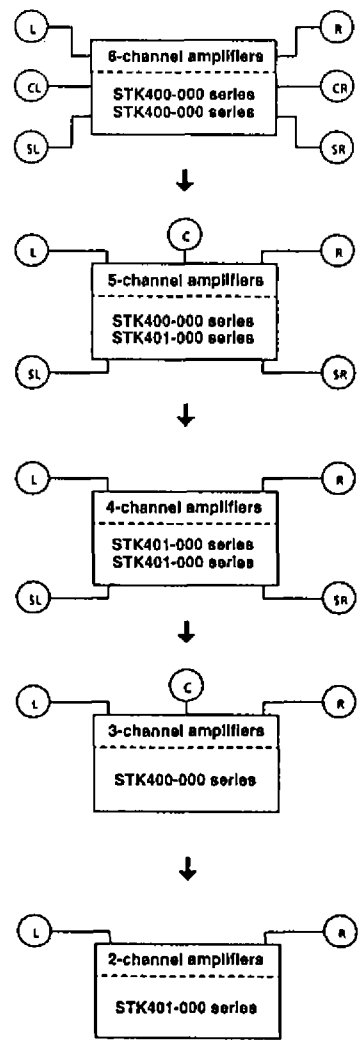 L
R
6-channel amplifiers
CL
CR
STK400-000 series
STK400-000 series
SL
SR
C
L
R
5-channel amplifiers
STK400-000 series
STK401-000 series
SL
SR
L
R
4-channel amplifiers
STK401-000 series
STK401-000 series
SL
SR
C
L
R
3-channel amplifiers
STK400-000 series
L
R
2-channel amplifiers
STK401-000 series